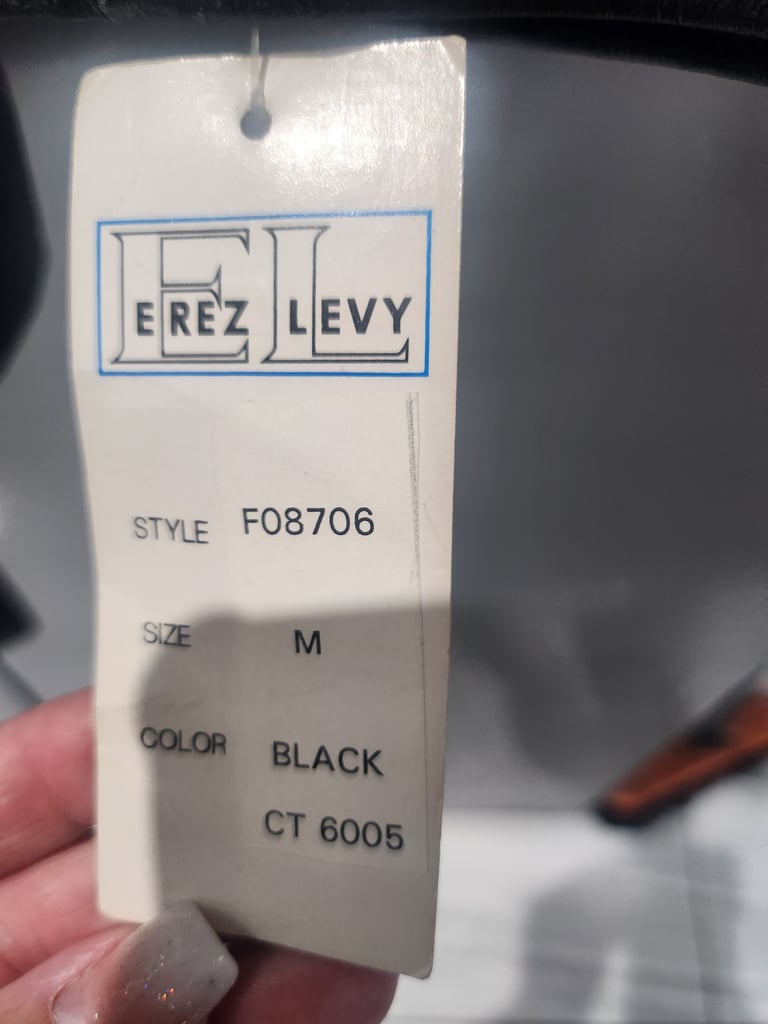 EL
EREZ LEVY
STYLE F08706
SIZE M
COLOR BLACK
CT 6005